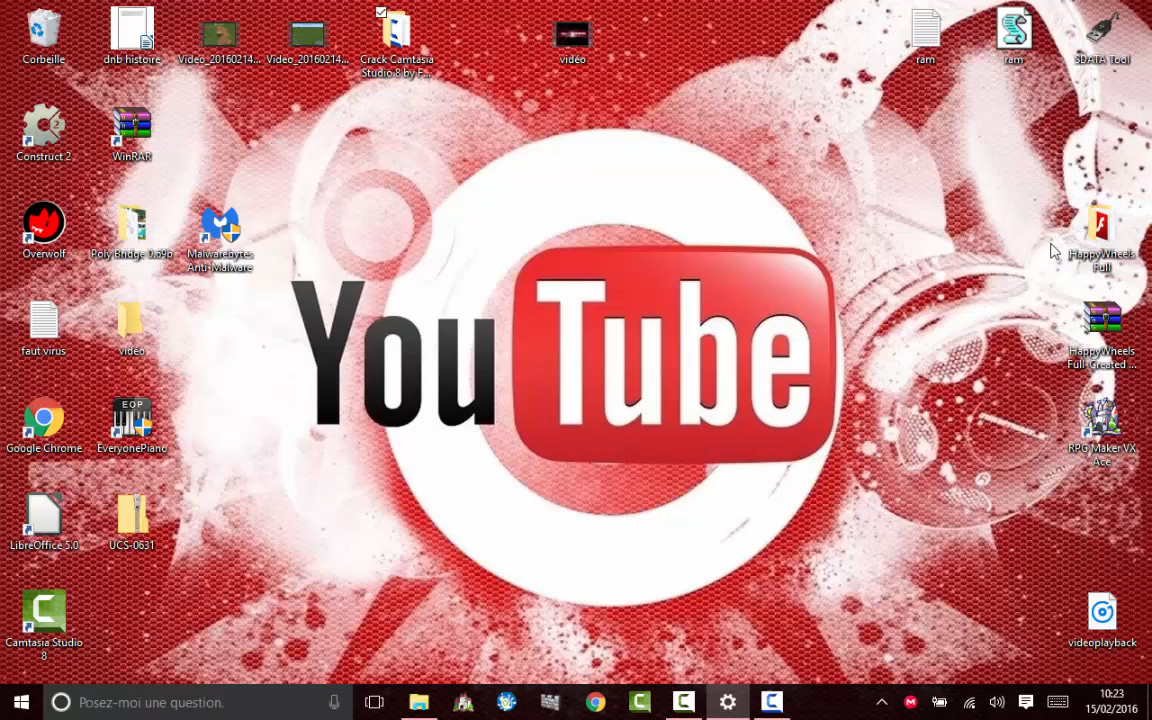 Corbeille
dnb histoire
Video_20160214...
Video_20160214...
Crack Camtasia
Studio 8 by F...
video
ram
ram
SDATA Tool
Construct 2
WinRAR
Overwolf
Poly Bridge 0.69b
Malwarebytes
Anti-Malware
HappyWheels
Full
faut virus
video
HappyWheels
Full-Created ...
You Tube
Google Chrome
EOP
EveryonePiano
RPG Maker VX
Ace
LibreOffice 5.0
UCS-0631
Camtasia Studio
8
videoplayback
Posez-moi une question.
10:23
15/02/2016